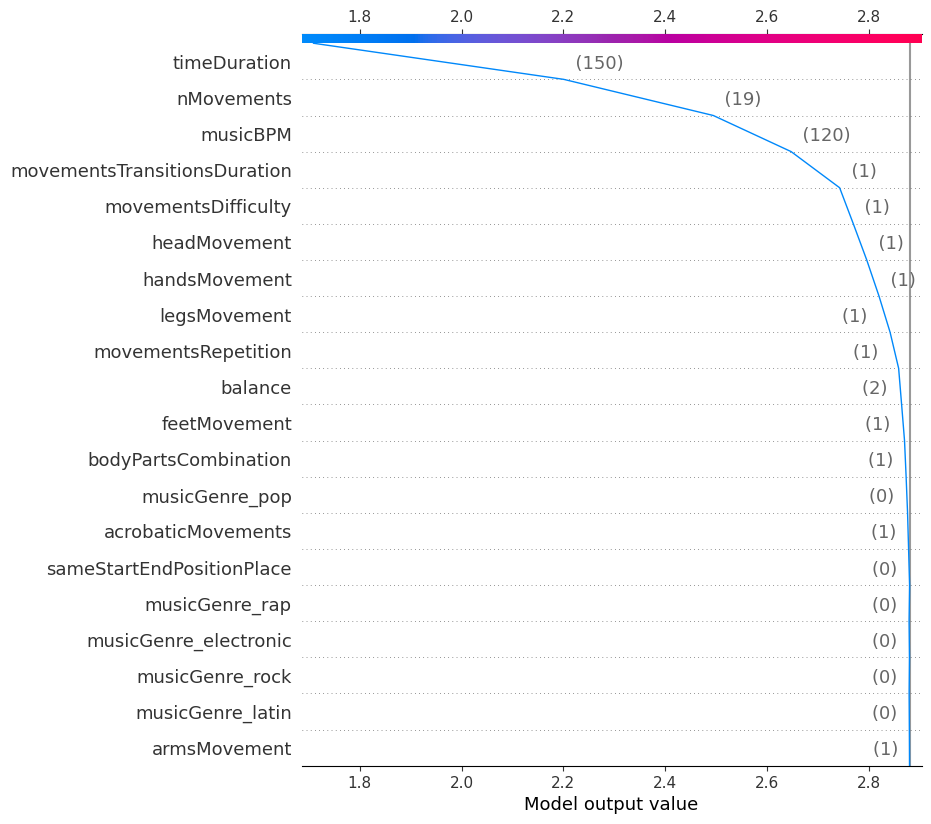 1.8 2.0 2.2 2.4 2.6 2.8
timeDuration (150)
nMovements (19)
musicBPM (120)
movementsTransitionsDuration (1)
movementsDifficulty (1)
headMovement (1)
handsMovement (1)
legsMovement (1)
movementsRepetition (1)
balance (2)
feetMovement (1)
bodyPartsCombination (1)
musicGenre_pop (0)
acrobaticMovements (1)
sameStartEndPositionPlace (0)
musicGenre_rap (0)
musicGenre_electronic (0)
musicGenre_rock (0)
musicGenre_latin (0)
armsMovement (1)
1.8 2.0 2.2 2.4 2.6 2.8
Model output value